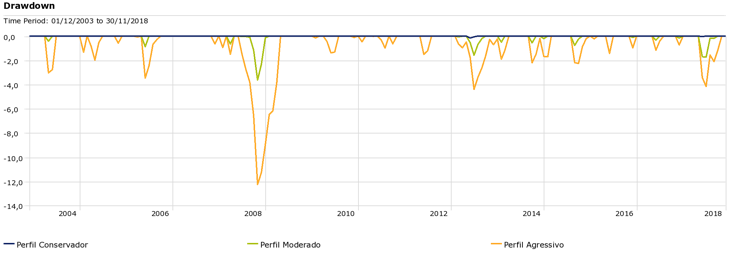 Drawdown
Time Period: 01/12/2003 to 30/11/2018
0,0
-2,0
-4,0
-6,0
-8,0
-10,0
-12,0
-14,0
2004 2006 2008 2010 2012 2014 2016 2018
Perfil Conservador Perfil Moderado Perfil Agressivo